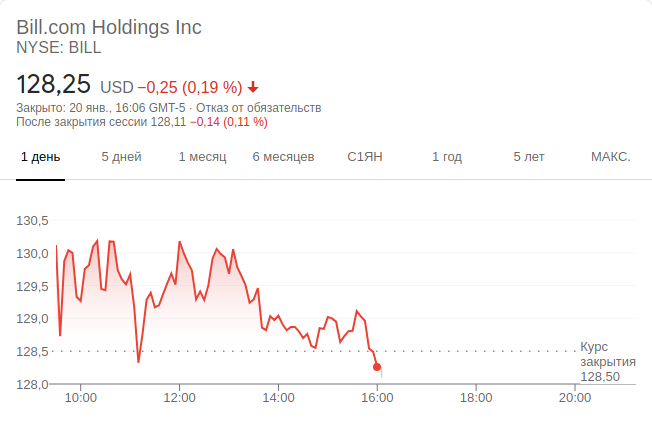 Bill.com Holdings Inc
NYSE: BILL
128,25 USD −0,25 (0,19 %)
Закрыто: 20 янв., 16:06 GMT-5 · Отказ от обязательств
После закрытия сессии 128,11 −0,14 (0,11 %)
1 день 5 дней 1 месяц 6 месяцев С1ЯН 1 год 5 лет МАКС.
130,5
130,0
129,5
129,0
128,5
128,0
Курс
закрытия
128,50
10:00 12:00 14:00 16:00 18:00 20:00